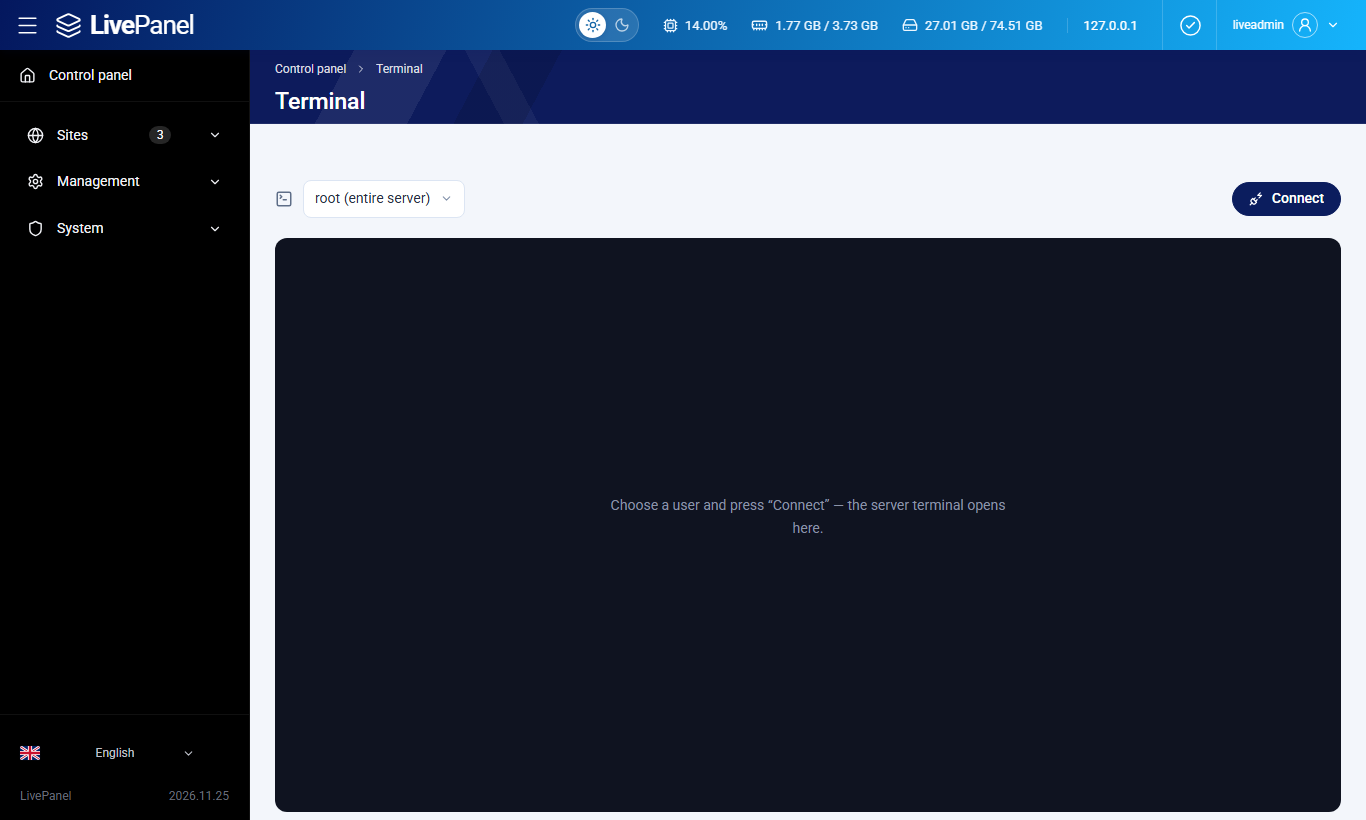 LivePanel
14.00%
1.77 GB / 3.73 GB
27.01 GB / 74.51 GB
127.0.0.1
liveadmin
Control panel
Sites
3
Management
System
Control panel
Terminal
Terminal
root (entire server)
Connect
Choose a user and press “Connect” — the server terminal opens
here.
English
LivePanel
2026.11.25